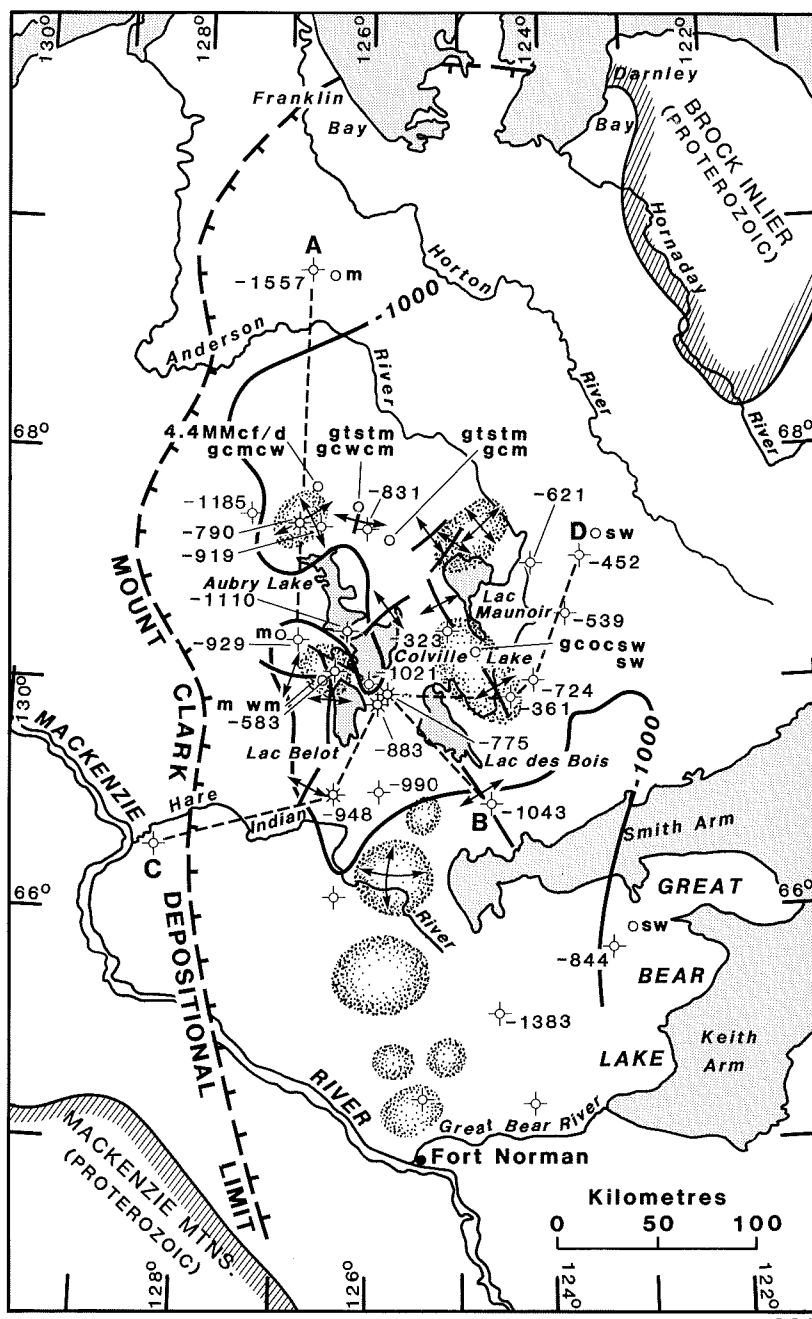 130°
128°
126°
124°
122°
Franklin
Bay
Darnley
Bay
BROCK INLIER
(PROTEROZOIC)
Hornaday
River
A
-1557
m
-1000
Horton
River
Anderson
River
68°
68°
4.4MMcf/d
gcmcw
gtstm
gcwcm
gtstm
gcm
-1185
-790
-919
-831
-621
D
sw
-452
Aubry Lake
-1110
Lac
Maunoir
-539
-929
m
-323
gcocsw
sw
Colville Lake
-1021
-724
-361
130°
m wm
-583
Lac Belot
-883
-775
Lac des Bois
-1000
-990
-948
B
-1043
MACKENZIE
RIVER
Hare
Indian
River
C
Smith Arm
GREAT
BEAR
LAKE
66°
66°
sw
-844
-1383
Keith
Arm
MOUNT CLARK DEPOSITIONAL LIMIT
Great Bear River
Fort Norman
MACKENZIE MTNS.
(PROTEROZOIC)
Kilometres
0 50 100
128°
126°
124°
122°